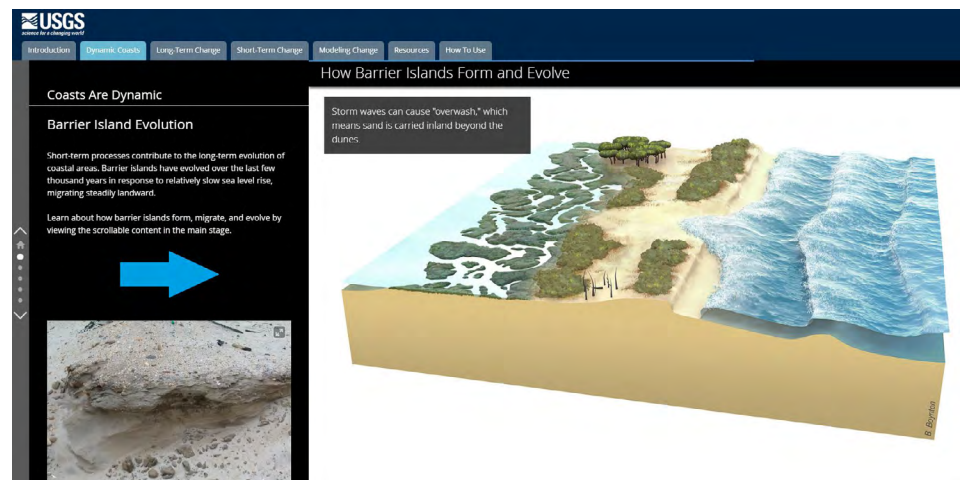 USGS
science for a changing world
Introduction
Dynamic Coasts
Long-Term Change
Short-Term Change
Modeling Change
Resources
How To Use
How Barrier Islands Form and Evolve
Coasts Are Dynamic
Barrier Island Evolution
Short-term processes contribute to the long-term evolution of
coastal areas. Barrier islands have evolved over the last few
thousand years in response to relatively slow sea level rise,
migrating steadily landward.
Learn about how barrier islands form, migrate, and evolve by
viewing the scrollable content in the main stage.
Storm waves can cause "overwash," which
means sand is carried inland beyond the
dunes.
B. Boynton